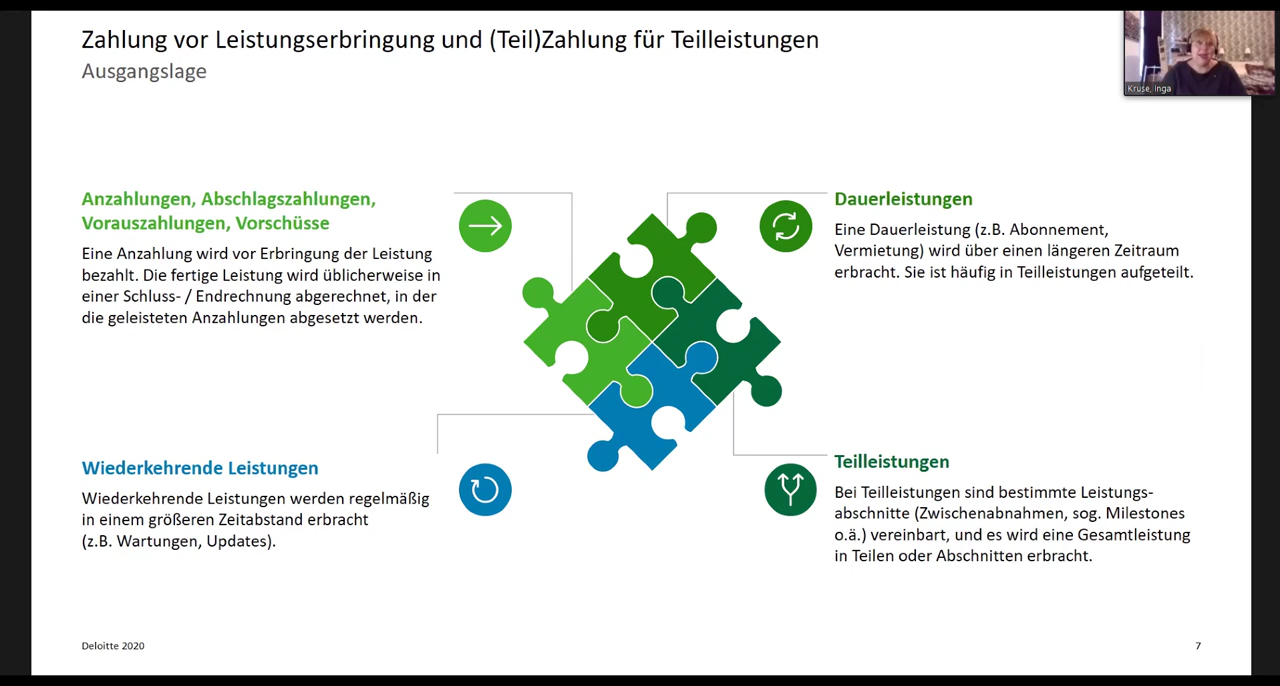 Zahlung vor Leistungserbringung und (Teil)Zahlung für Teilleistungen
Ausgangslage
Kruse, Inga
Anzahlungen, Abschlagszahlungen,
Vorauszahlungen, Vorschüsse
Eine Anzahlung wird vor Erbringung der Leistung
bezahlt. Die fertige Leistung wird üblicherweise in
einer Schluss- / Endrechnung abgerechnet, in der
die geleisteten Anzahlungen abgesetzt werden.
Dauerleistungen
Eine Dauerleistung (z.B. Abonnement,
Vermietung) wird über einen längeren Zeitraum
erbracht. Sie ist häufig in Teilleistungen aufgeteilt.
Wiederkehrende Leistungen
Wiederkehrende Leistungen werden regelmäßig
in einem größeren Zeitabstand erbracht
(z.B. Wartungen, Updates).
Teilleistungen
Bei Teilleistungen sind bestimmte Leistungs-
abschnitte (Zwischenabnahmen, sog. Milestones
o.ä.) vereinbart, und es wird eine Gesamtleistung
in Teilen oder Abschnitten erbracht.
Deloitte 2020
7